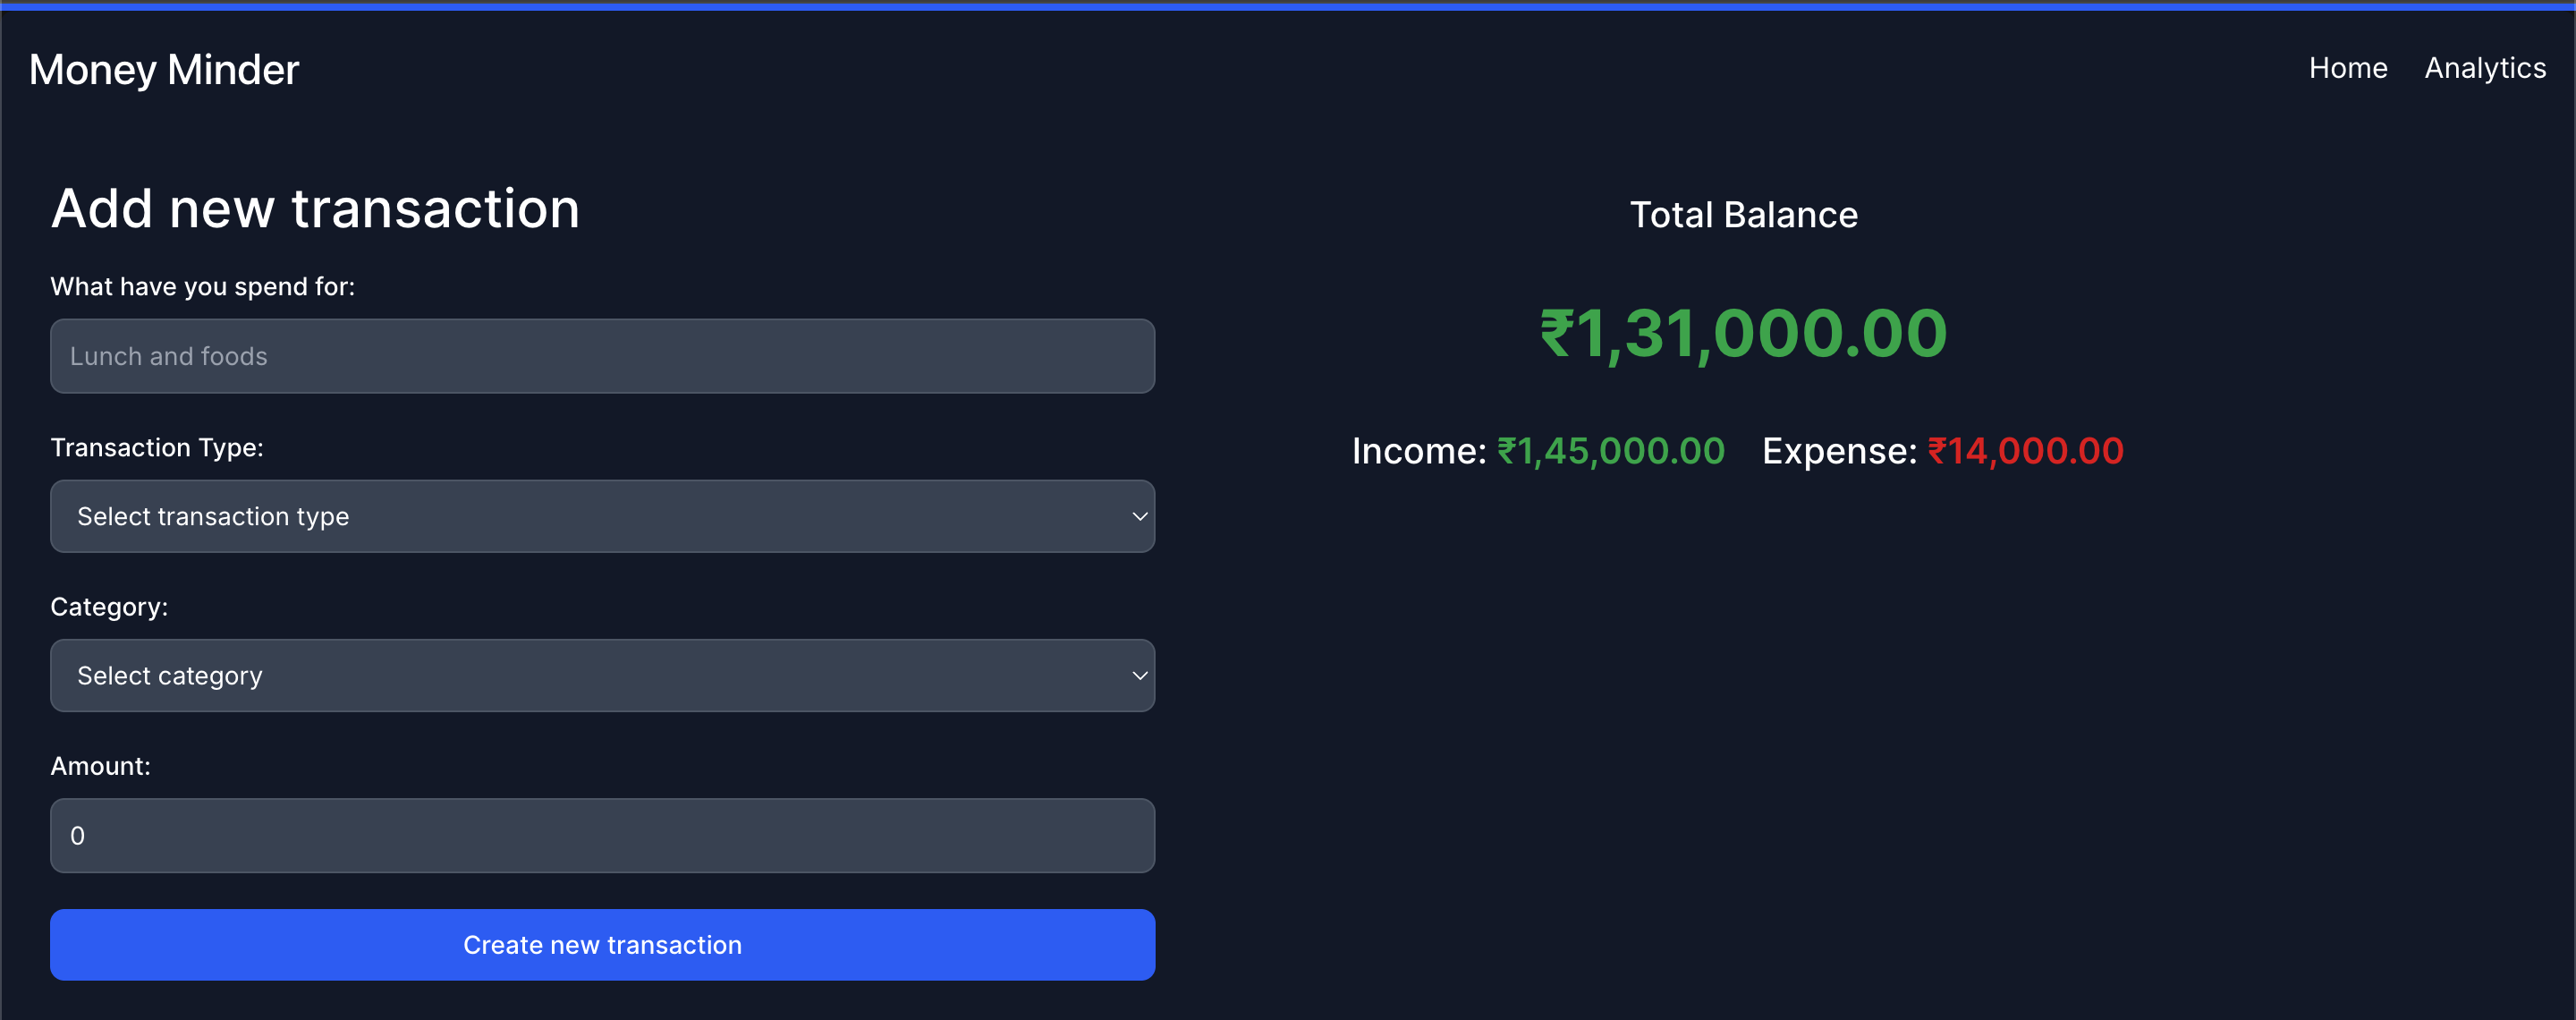 Money Minder
Home Analytics
Add new transaction
What have you spend for:
Lunch and foods
Transaction Type:
Select transaction type
Category:
Select category
Amount:
0
Create new transaction
Total Balance
₹1,31,000.00
Income: ₹1,45,000.00 Expense: ₹14,000.00